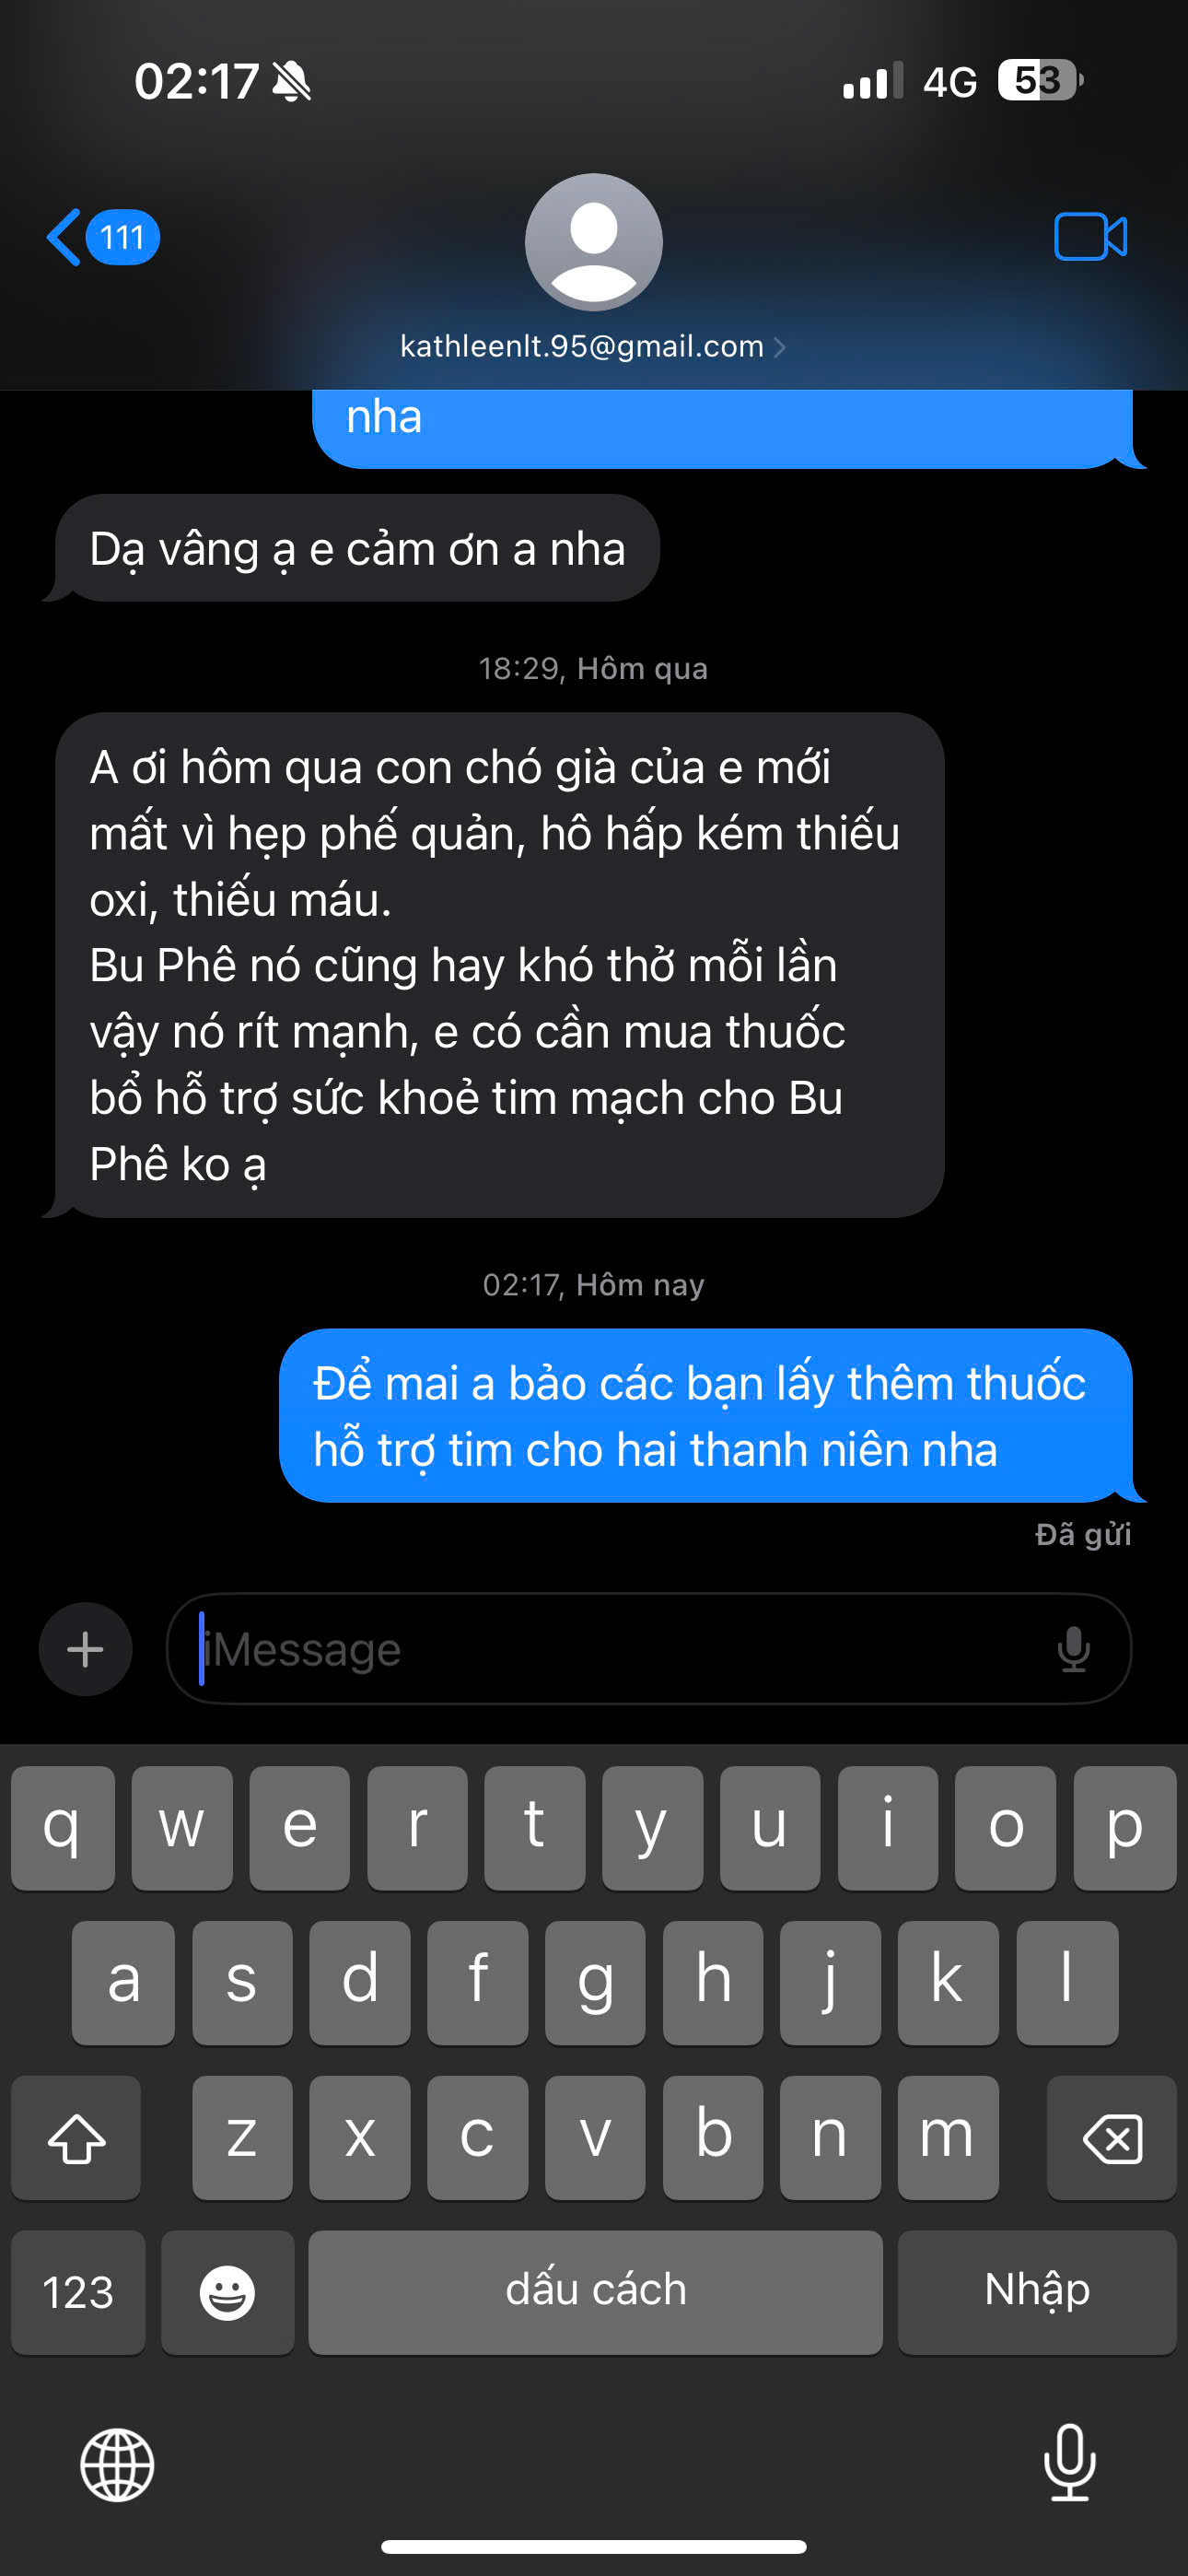 02:17
4G
53
111
kathleenlt.95@gmail.com
nha
Dạ vâng ạ e cảm ơn a nha
18:29, Hôm qua
A ơi hôm qua con chó già của e mới
mất vì hẹp phế quản, hô hấp kém thiếu
oxi, thiếu máu.
Bu Phê nó cũng hay khó thở mỗi lần
vậy nó rít mạnh, e có cần mua thuốc
bổ hỗ trợ sức khoẻ tim mạch cho Bu
Phê ko ạ
02:17, Hôm nay
Để mai a bảo các bạn lấy thêm thuốc
hỗ trợ tim cho hai thanh niên nha
Đã gửi
iMessage
q w e r t y u i o p
a s d f g h j k l
z x c v b n m
123 dấu cách Nhập